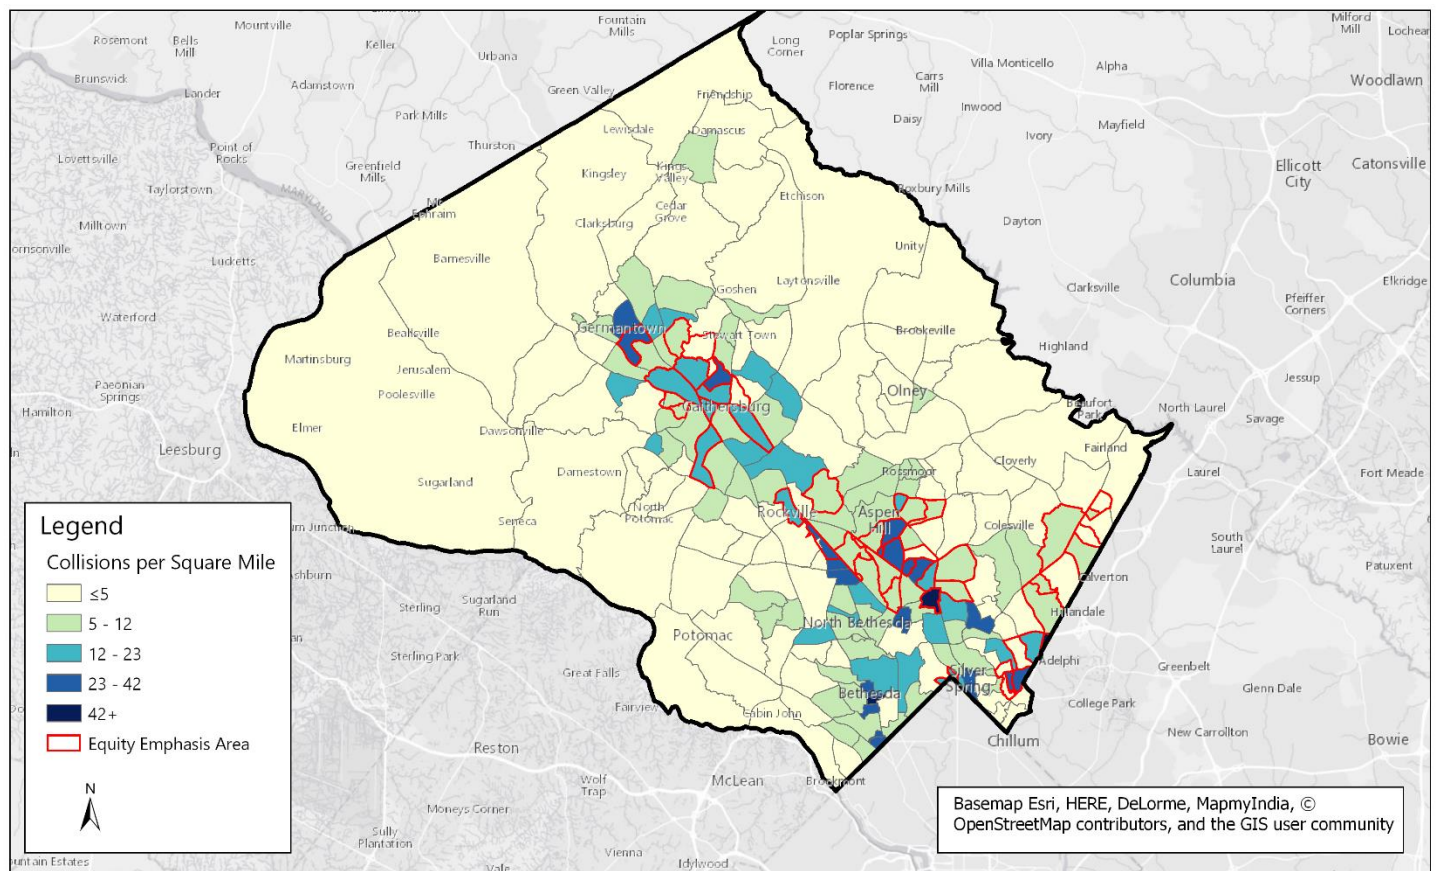 Fountain
Mills
Mountville
Rosemont
Bells
Mill
Keller
Urbana
Long
Corner
Poplar Springs
Milford
Mill
Villa Monticello
Alpha
Woodlawn
Brunswick
Lander
Adamstown
Green Valley
Friendship
Florence
Carrs
Mill
Inwood
Park Mills
Lewisdale
Damascus
Daisy
Ivory
Mayfield
Lovettsville
Point of
Rocks
Thurston
Greenfield
Mills
Kingsley
Kings
Valley
Ellicott
City
Catonsville
Taylorstown
MARYLAND
Etchison
Roxbury Mills
Milltown
Ephraim
Clarksburg
Cedar
Grove
Dayton
Unity
Lucketts
Barnesville
Goshen
Laytonsville
Clarksville
Columbia
Elkridge
Pfeiffer
Corners
Waterford
Beallsville
Germantown
Stewart Town
Brookeville
Highland
Martinsburg
Jerusalem
Poolesville
Paeonian
Springs
Olney
Jessup
Hamilton
Elmer
Dawsonville
Gaithersburg
Beaufort
Park
North Laurel
Savage
Leesburg
Fairland
Darnestown
Rossmoor
Cloverly
Laurel
Fort Meade
Sugarland
Seneca
North
Potomac
Rockville
Aspen
Hill
Colesville
South
Laurel
Patuxent
Ashburn
Sterling
Sugarland
Run
Calverton
Hillandale
Potomac
North Bethesda
Sterling Park
Great Falls
Adelphi
Greenbelt
Silver
Spring
Glenn Dale
Bethesda
Fairview
Cabin John
College Park
New Carrollton
Chillum
Bowie
Reston
Wolf
Trap
McLean
Brookmont
Moneys Corner
Sully
Plantation
Vienna
Idylwood
Vale
Legend
Collisions per Square Mile
≤5
5 - 12
12 - 23
23 - 42
42+
Equity Emphasis Area
N
Basemap Esri, HERE, DeLorme, MapmyIndia, ©
OpenStreetMap contributors, and the GIS user community